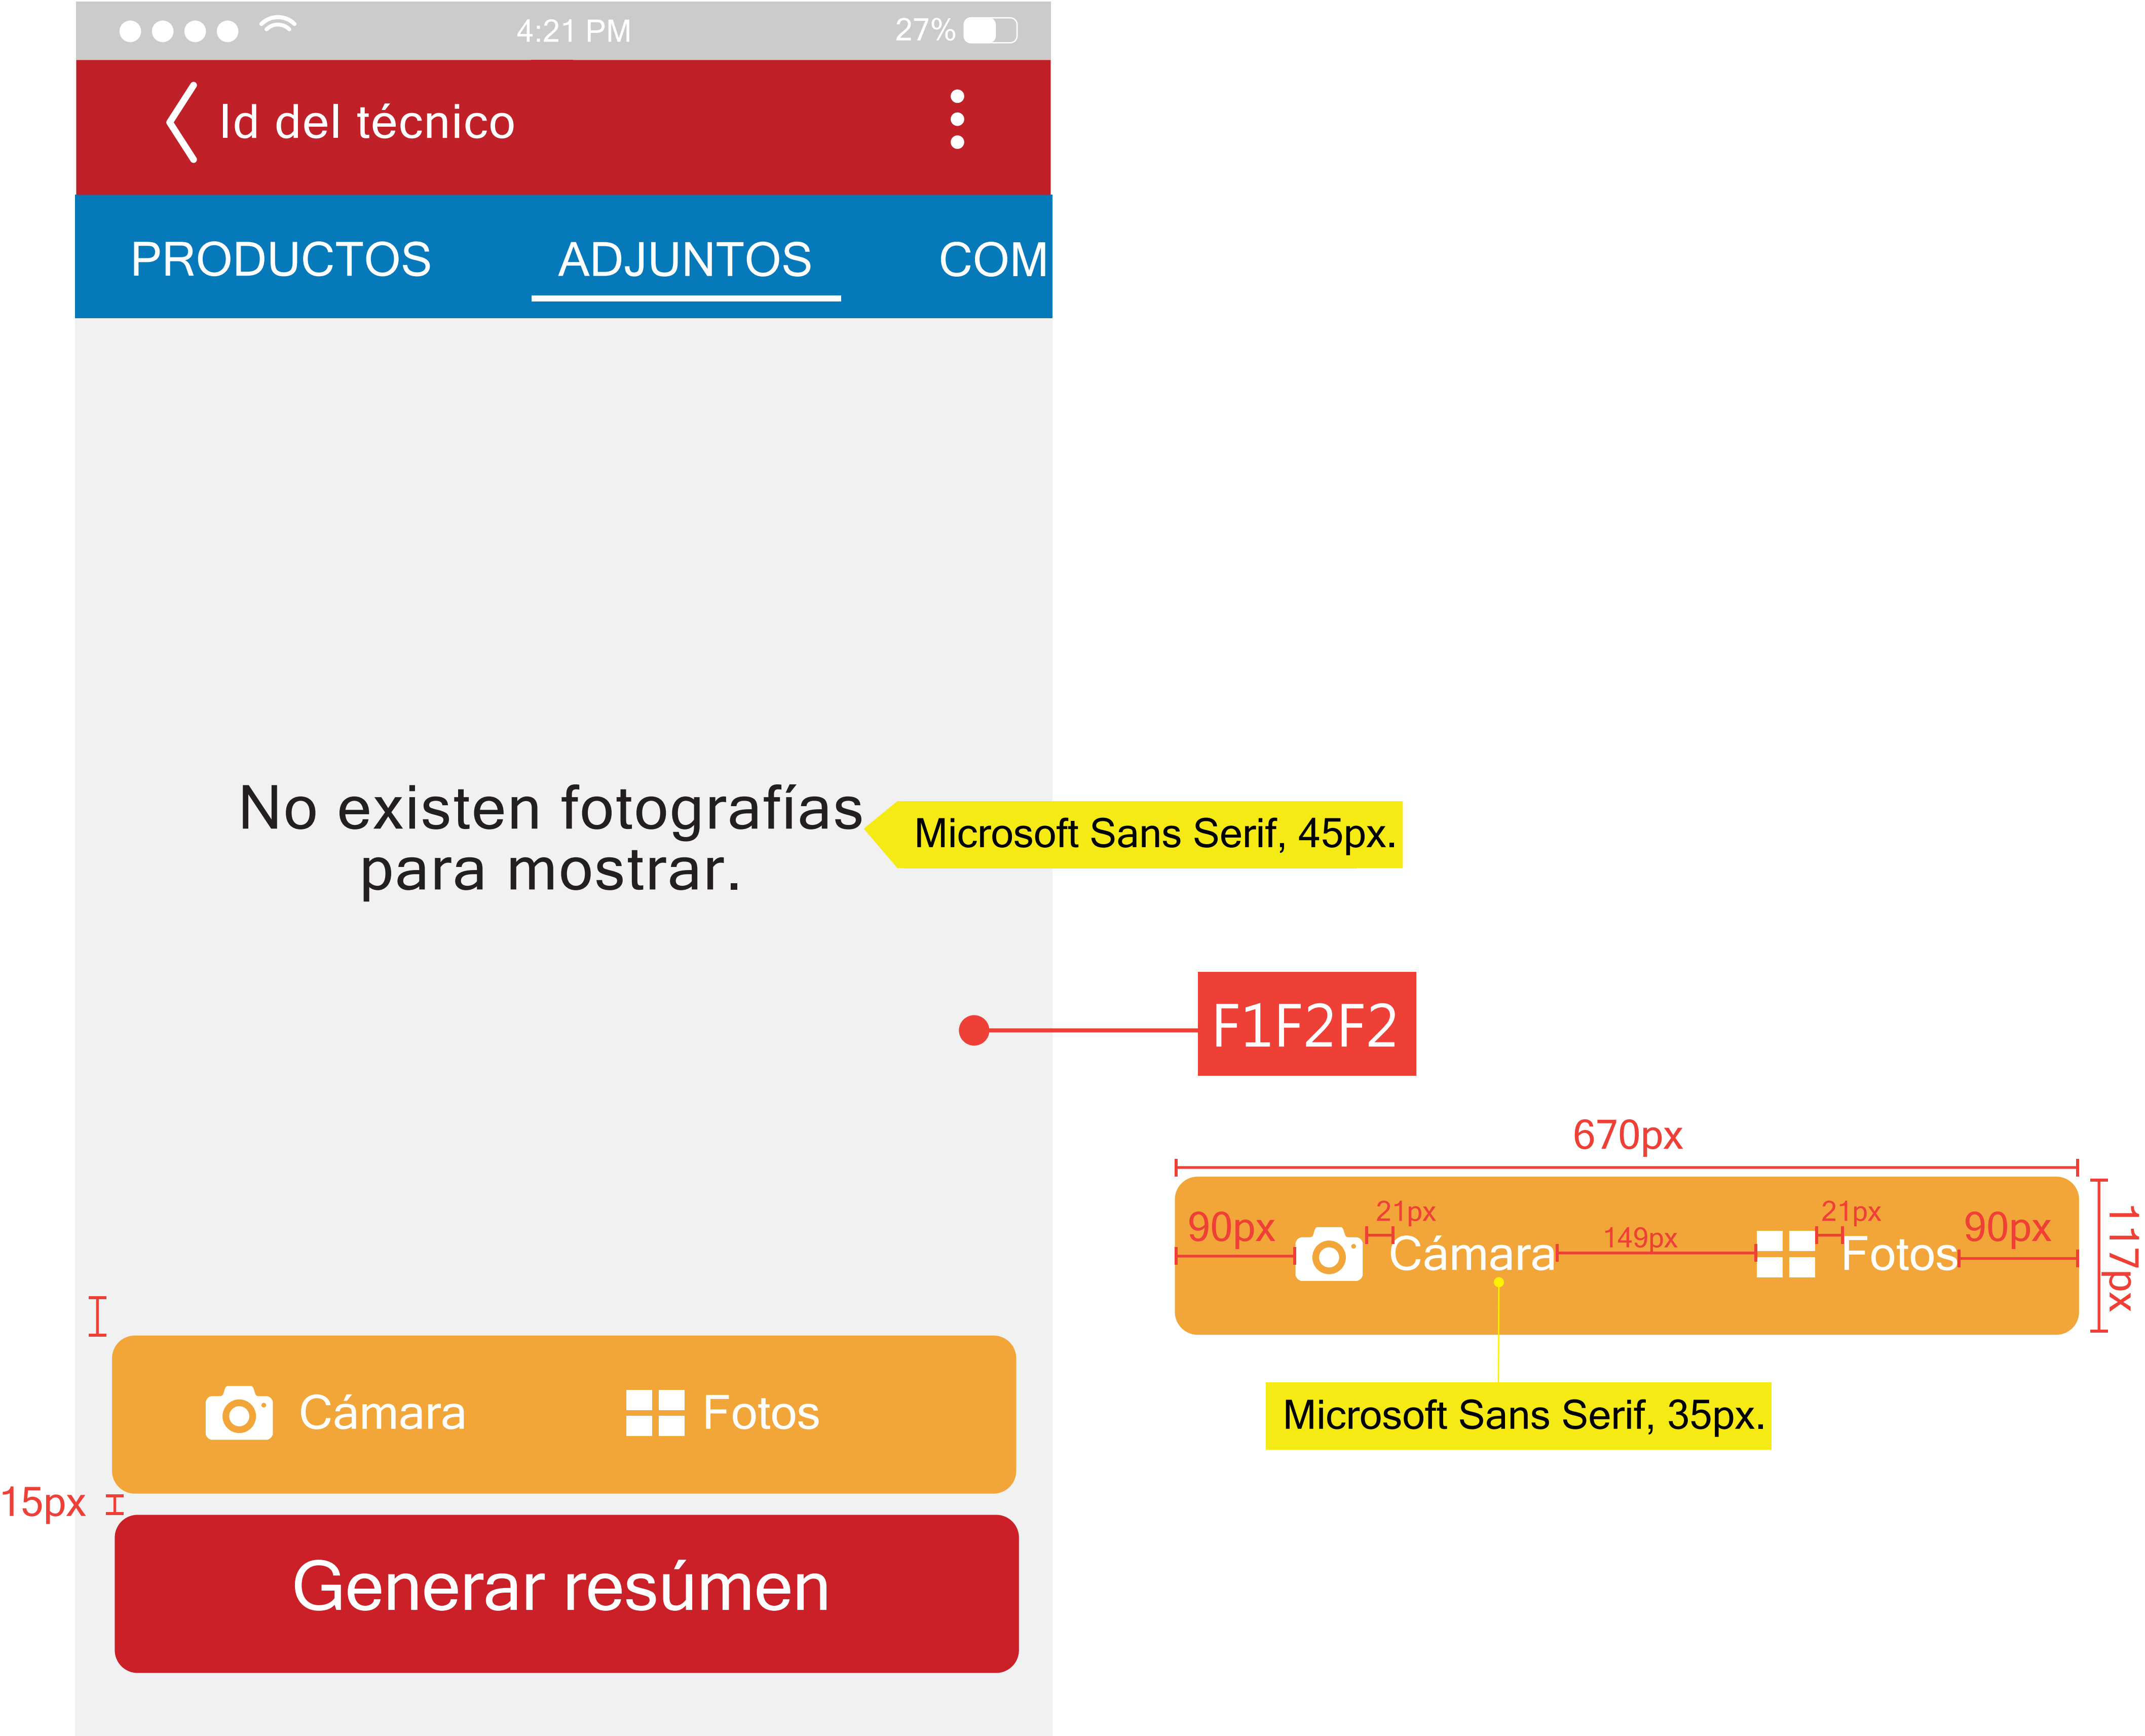 4:21 PM
27%
Id del técnico
PRODUCTOS
ADJUNTOS
COM
No existen fotografías
para mostrar.
Microsoft Sans Serif, 45px.
F1F2F2
670px
90px
21px
Cámara
149px
21px
Fotos
90px
117px
Microsoft Sans Serif, 35px.
Cámara
Fotos
15px
Generar resúmen